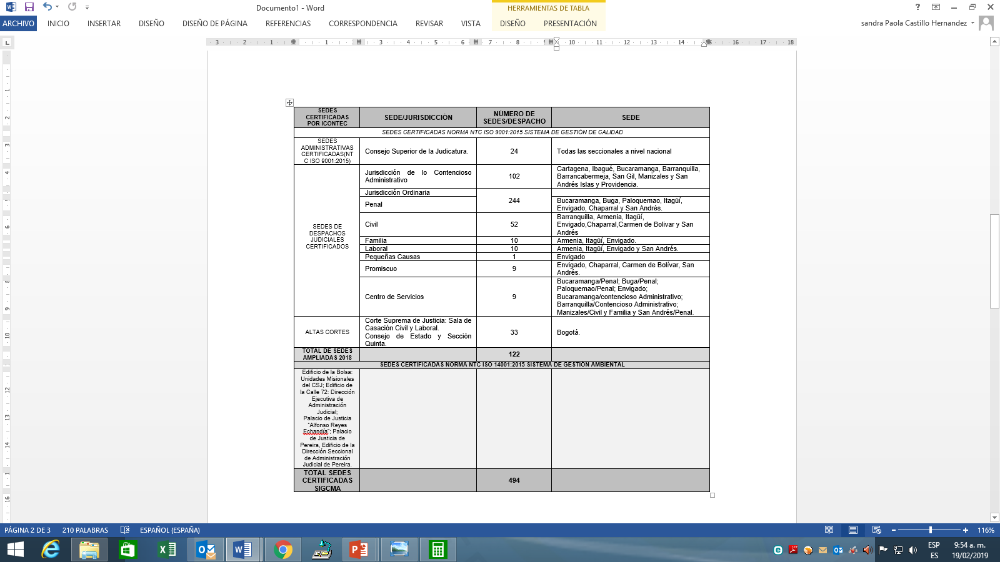 Documento1 - Word
HERRAMIENTAS DE TABLA
?
ARCHIVO
INICIO
INSERTAR
DISEÑO
DISEÑO DE PÁGINA
REFERENCIAS
CORRESPONDENCIA
REVISAR
VISTA
DISEÑO
PRESENTACIÓN
sandra Paola Castillo Hernandez
SEDES
CERTIFICADAS
POR ICONTEC
SEDE/JURISDICCIÓN
NÚMERO DE
SEDES/DESPACHO
SEDE
SEDES CERTIFICADAS NORMA NTC ISO 9001:2015 SISTEMA DE GESTIÓN DE CALIDAD
SEDES
ADMINISTRATIVAS
CERTIFICADAS(NT
C ISO 9001:2015)
Consejo Superior de la Judicatura.
24
Todas las seccionales a nivel nacional
SEDES DE
DESPACHOS
JUDICIALES
CERTIFICADOS
Jurisdicción de lo Contencioso
Administrativo
102
Cartagena, Ibagué, Bucaramanga, Barranquilla,
Barrancabermeja, San Gil, Manizales y San
Andrés Islas y Providencia.
Jurisdicción Ordinaria
Penal
244
Bucaramanga, Buga, Paloquemao, Itagüí,
Envigado, Chaparral y San Andrés.
Civil
52
Barranquilla, Armenia, Itagüí,
Envigado,Chaparral,Carmen de Bolivar y San
Andrés
Familia
10
Armenia, Itagüí, Envigado.
Laboral
10
Armenia, Itagüí, Envigado y San Andrés.
Pequeñas Causas
1
Envigado
Promiscuo
9
Envigado, Chaparral, Carmen de Bolívar, San
Andrés.
Centro de Servicios
9
Bucaramanga/Penal; Buga/Penal;
Paloquemao/Penal; Envigado;
Bucaramanga/contencioso Administrativo;
Barranquilla/Contencioso Administrativo;
Manizales/Civil y Familia y San Andrés/Penal.
ALTAS CORTES
Corte Suprema de Justicia: Sala de
Casación Civil y Laboral.
Consejo de Estado y Sección
Quinta.
33
Bogotá.
TOTAL DE SEDES
AMPLIADAS 2018
122
SEDES CERTIFICADAS NORMA NTC ISO 14001:2015 SISTEMA DE GESTIÓN AMBIENTAL
Edificio de la Bolsa:
Unidades Misionales
del CSJ; Edificio de
la Calle 72: Dirección
Ejecutiva de
Administración
Judicial;
Palacio de Justicia
“Alfonso Reyes
Echandía”; Palacio
de Justicia de
Pereira, Edificio de la
Dirección Seccional
de Administración
Judicial de Pereira.
TOTAL SEDES
CERTIFICADAS
SIGCMA
494
PÁGINA 2 DE 3
210 PALABRAS
ESPAÑOL (ESPAÑA)
116%
ESP
ES
9:54 a. m.
19/02/2019